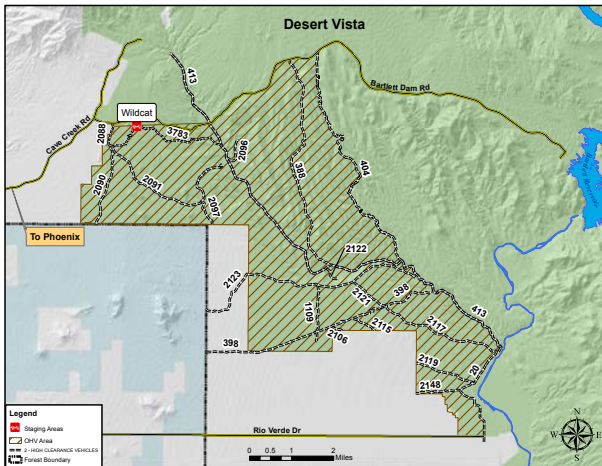 Desert Vista
413
Bartlett Dam Rd
Wildcat
Cave Creek Rd
2088
3783
2096
388
404
2090
2091
2097
To Phoenix
2122
2123
398
2121
413
1109
2117
398
2106
2115
2119
20
2148
Rio Verde Dr
Legend
Staging Areas
OHV Area
2 - HIGH CLEARANCE VEHICLES
Forest Boundary
0 0.5 1 2
Miles
N
W E
S